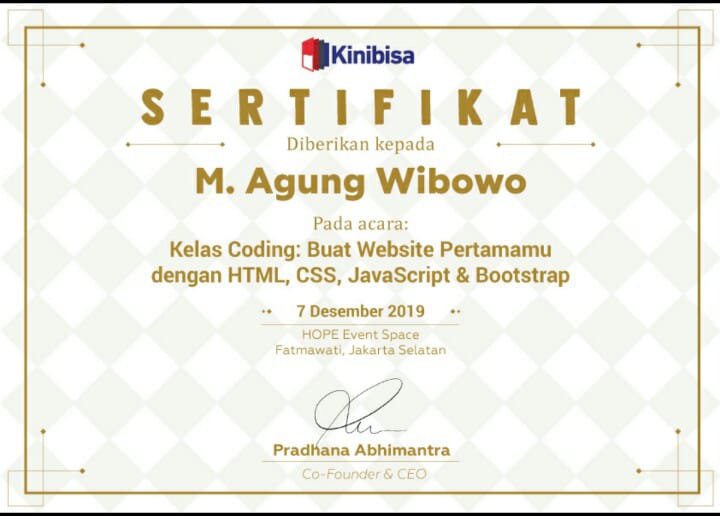 Kinibisa
SERTIFIKAT
Diberikan kepada
M. Agung Wibowo
Pada acara:
Kelas Coding: Buat Website Pertamamu
dengan HTML, CSS, JavaScript & Bootstrap
7 Desember 2019
HOPE Event Space
Fatmawati, Jakarta Selatan
Pradhana Abhimantra
Co-Founder & CEO